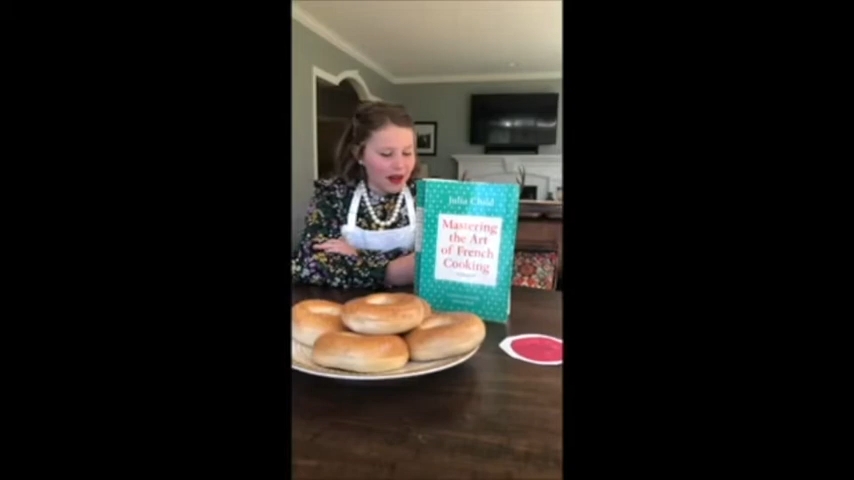 Julia Child
Mastering
the Art
of French
Cooking